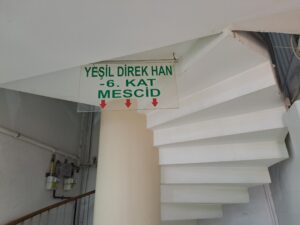 YEŞİL DİREK HAN
-6. KAT
MESCİD